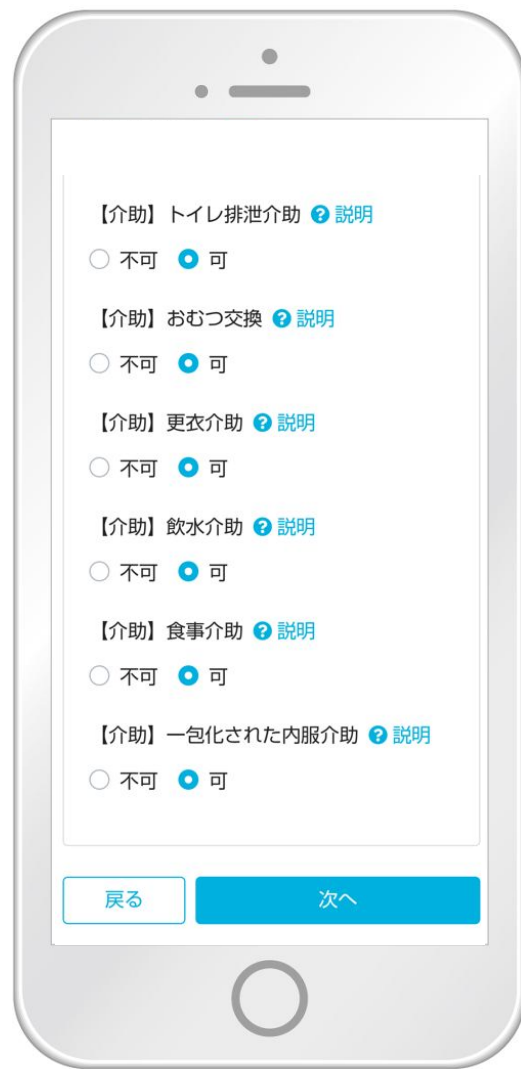 【介助】トイレ排泄介助 ? 説明
不可 可
【介助】おむつ交換 ? 説明
不可 可
【介助】更衣介助 ? 説明
不可 可
【介助】飲水介助 ? 説明
不可 可
【介助】食事介助 ? 説明
不可 可
【介助】一包化された内服介助 ? 説明
不可 可
戻る 次へ